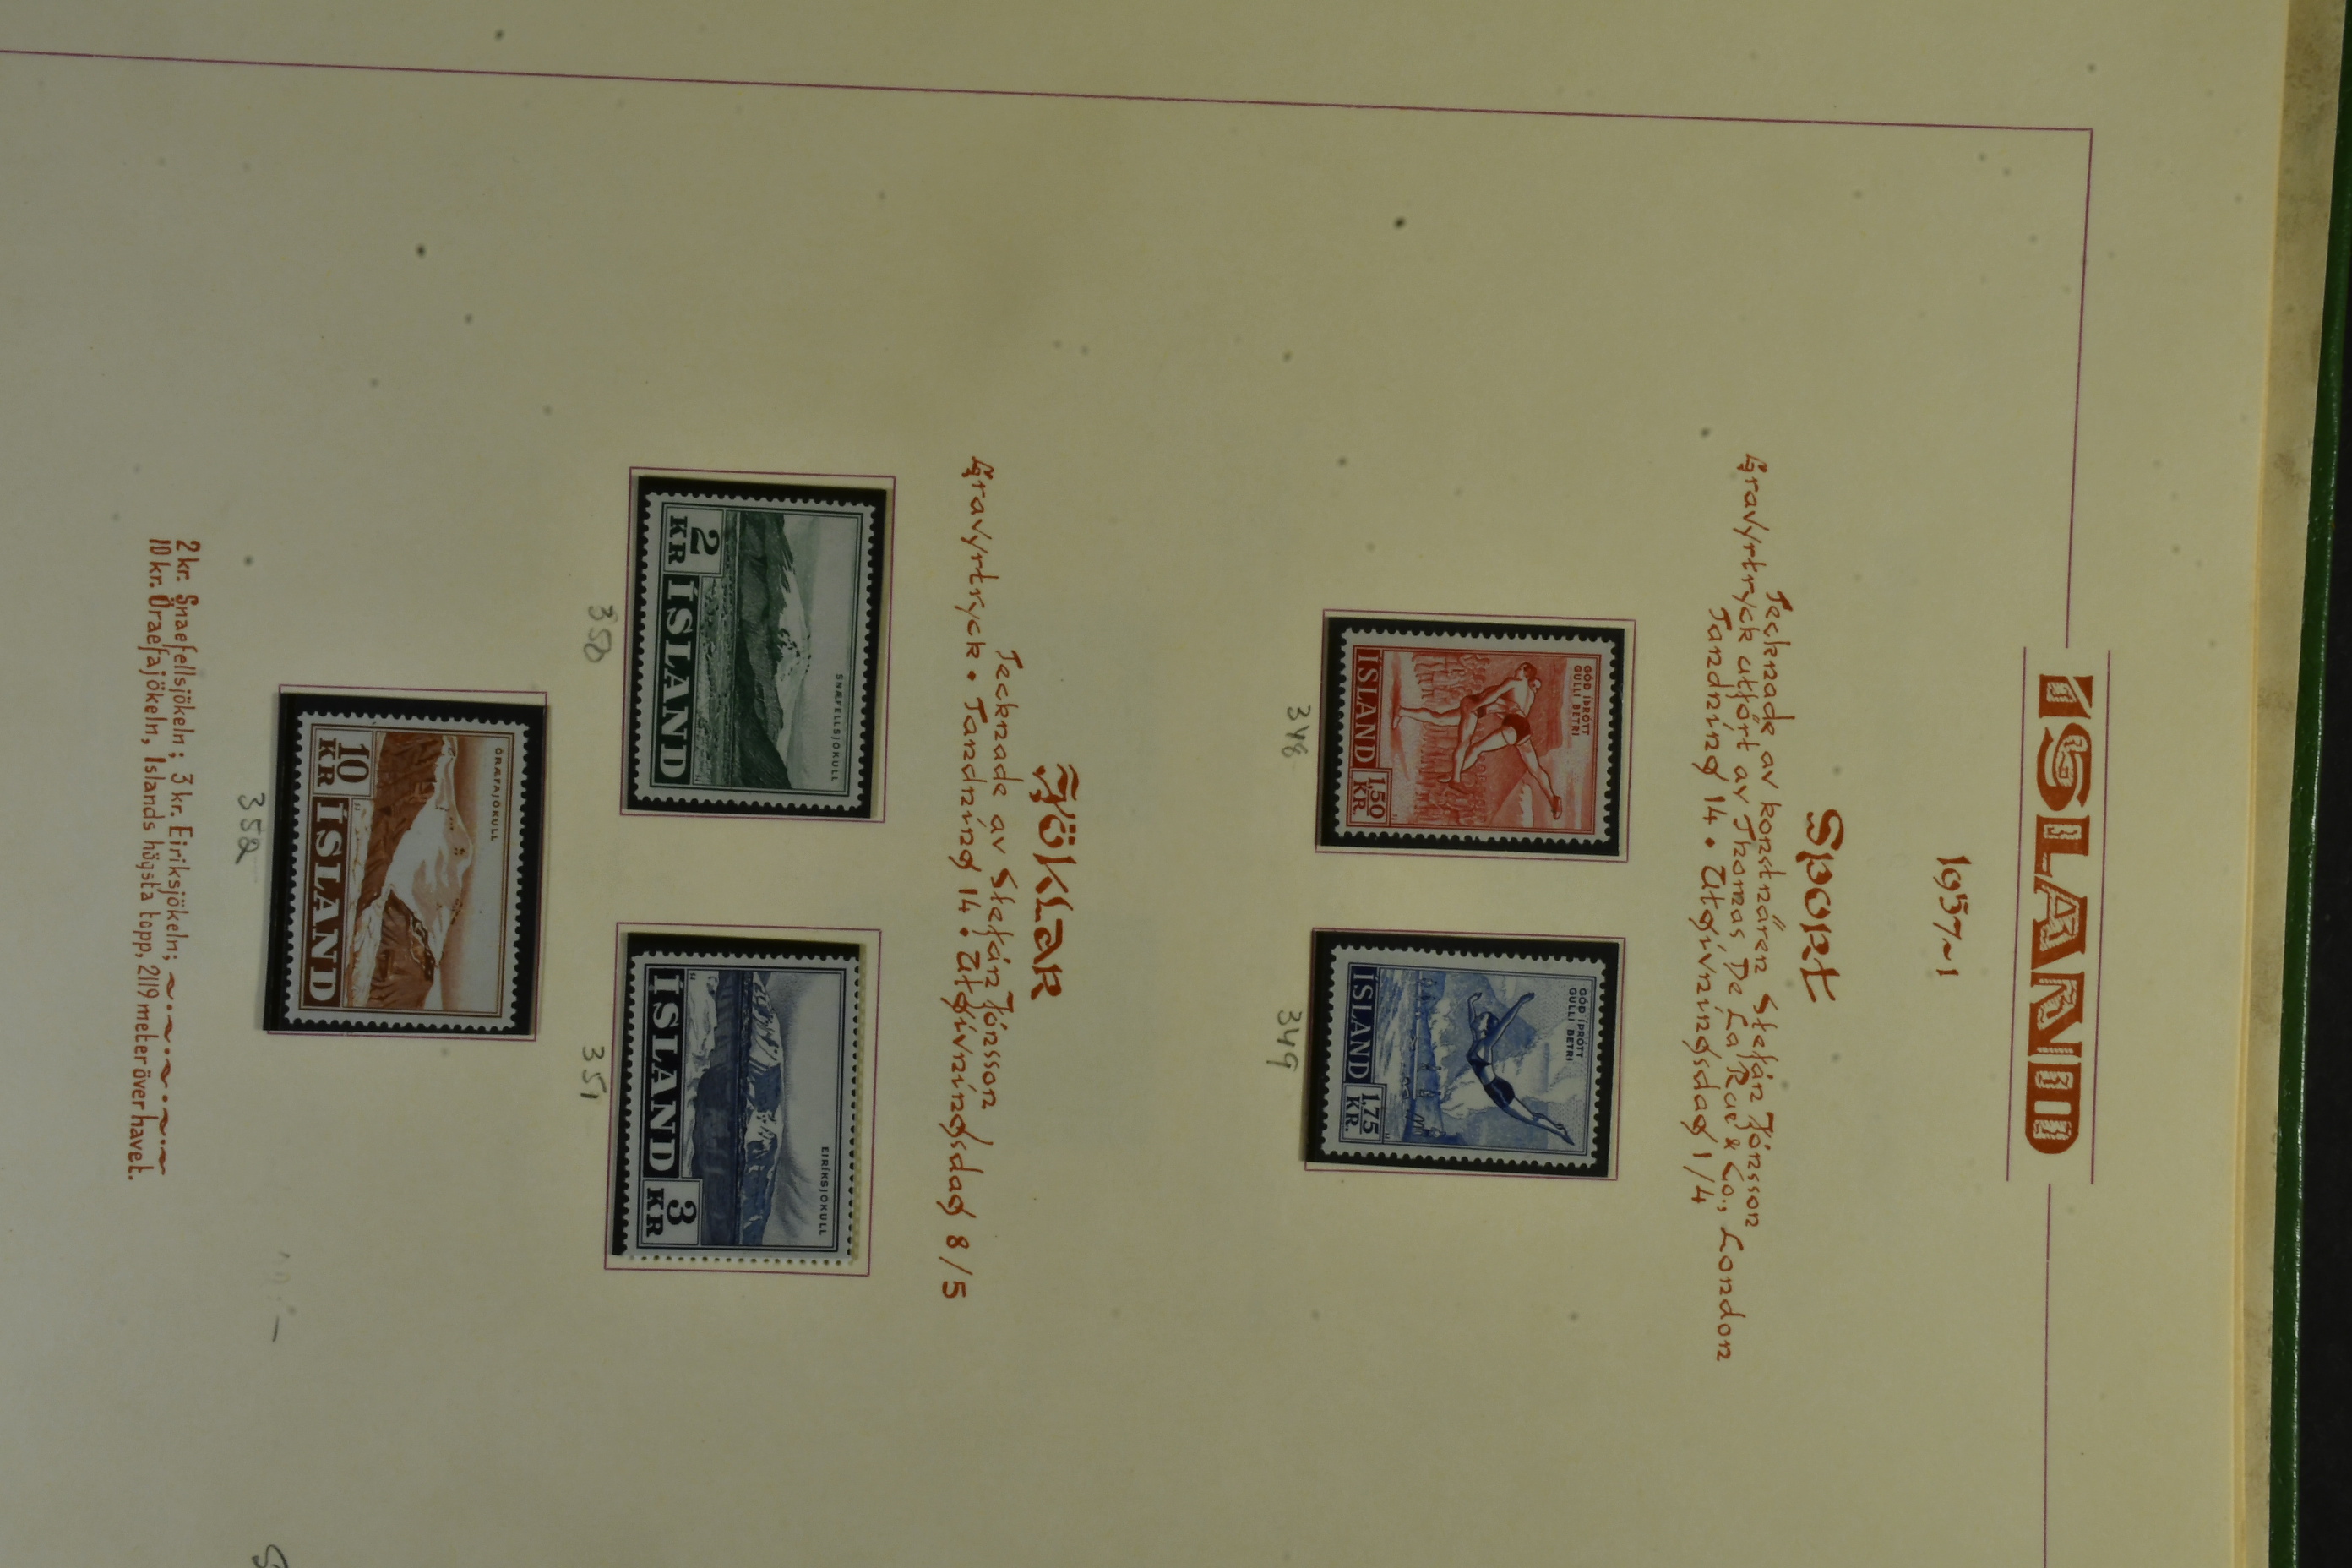 ISLAND
1957~1
Sport
Tecknade av konstnären Stefán Jónsson
Gravyrtryck utfört av Thomas De La Rue & Co., London
Tandning 14 • Utgivningsdag 1/4
GÓÐ ÍÞRÓTT
GULLI BETRI
ÍSLAND 1,50 KR.
348
GÓÐ ÍÞRÓTT
GULLI BETRI
ÍSLAND 1,75 KR.
349
Jöklar
Tecknade av Stefán Jónsson
Gravyrtryck • Tandning 14 • Utgivningsdag 8/5
SNÆFELLSJÖKULL
2 KR ÍSLAND
350
EIRÍKSJÖKULL
ÍSLAND 3 KR
351
ÖRÆFAJÖKULL
10 KR ÍSLAND
352
2 kr. Snaefellsjökeln; 3 kr. Eiriksjökeln;
10 kr. Öraefajökeln, Islands högsta topp, 2119 meter över havet.